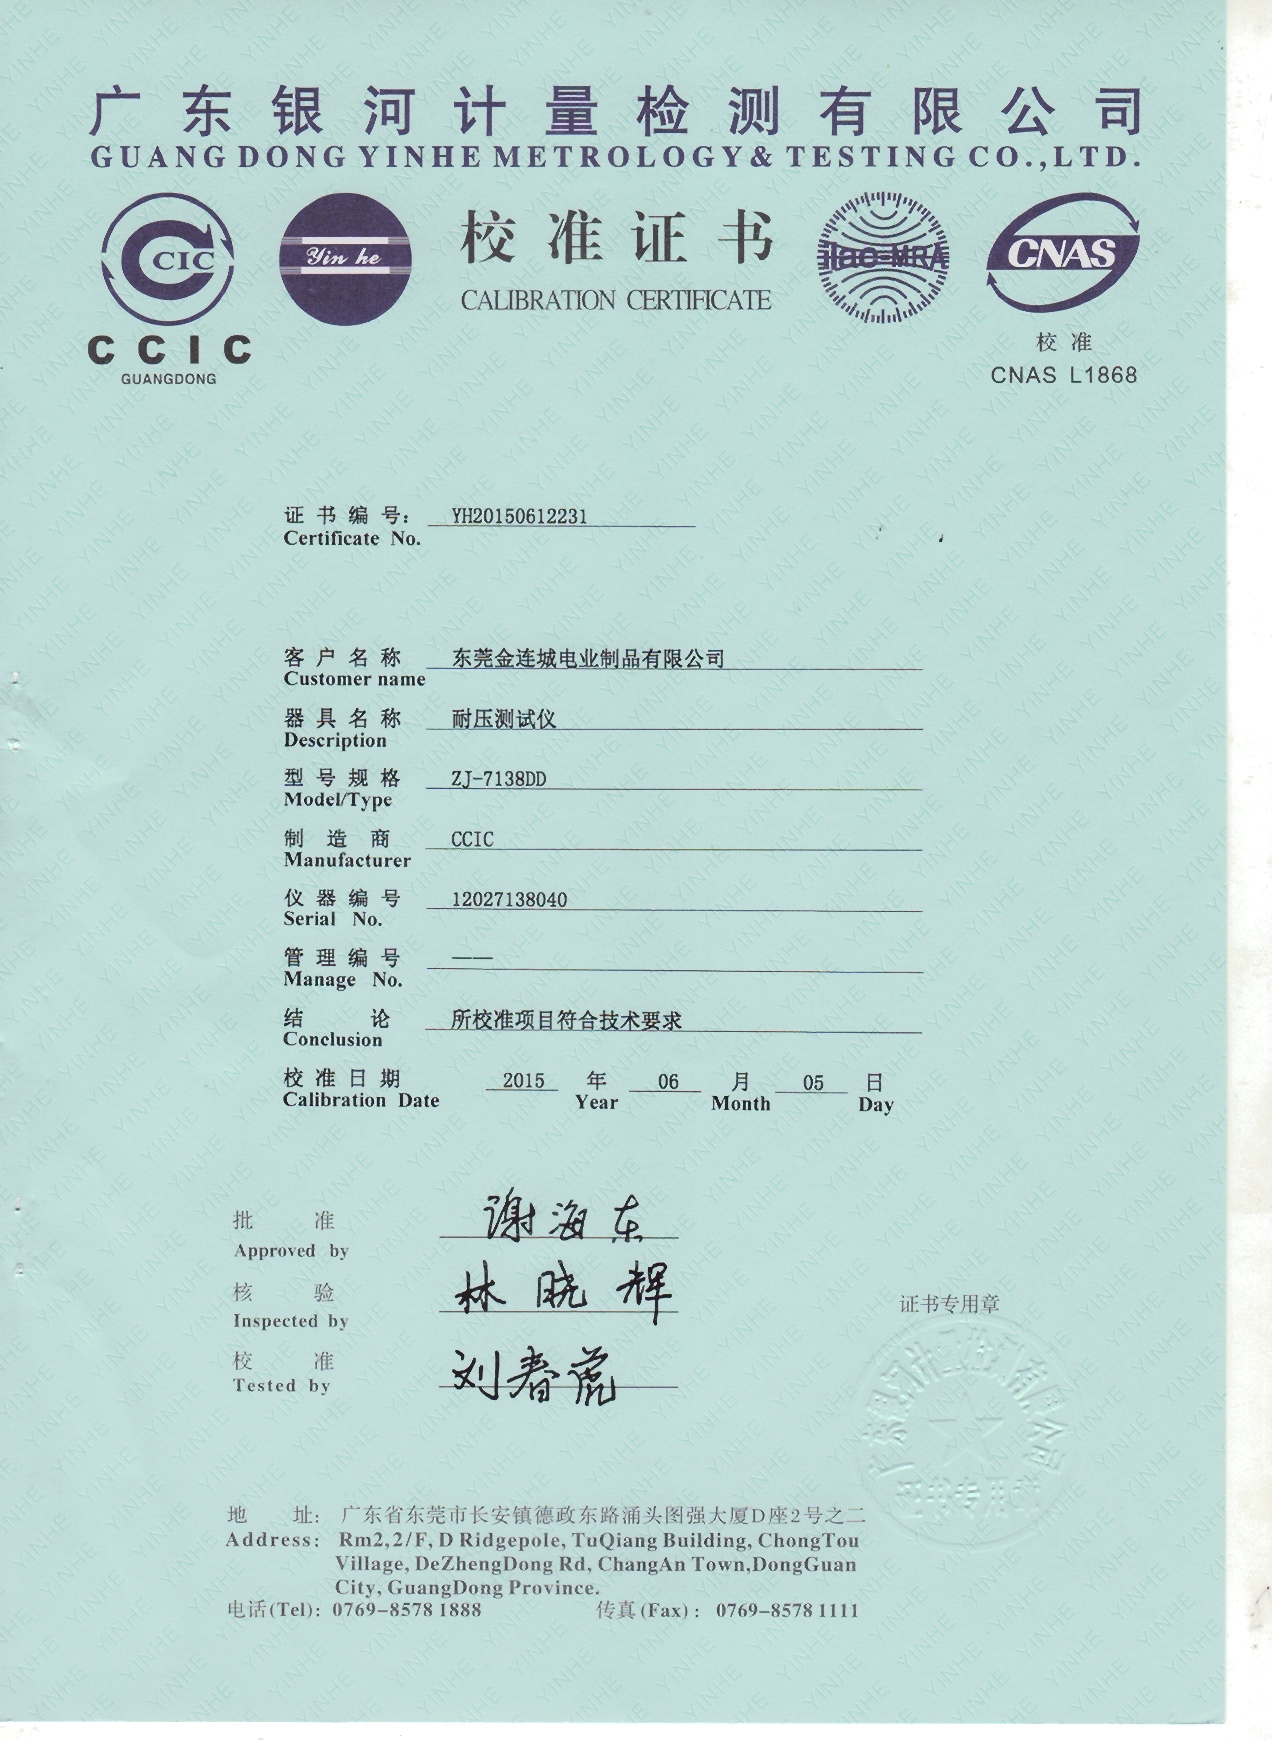 广东银河计量检测有限公司
GUANG DONG YINHE METROLOGY & TESTING CO.,LTD.
CIC
CCIC
GUANGDONG
Yin he
校准证书
CALIBRATION CERTIFICATE
ilac-MRA
CNAS
校准
CNAS L1868
证书编号: YH20150612231
Certificate No.
客户名称 东莞金连城电业制品有限公司
Customer name
器具名称 耐压测试仪
Description
型号规格 ZJ-7138DD
Model/Type
制造商 CCIC
Manufacturer
仪器编号 12027138040
Serial No.
管理编号 ——
Manage No.
结论 所校准项目符合技术要求
Conclusion
校准日期 2015 年 06 月 05 日
Calibration Date Year Month Day
批准 谢海东
Approved by
核验 林晓辉
Inspected by
校准 刘春
Tested by
证书专用章
地址: 广东省东莞市长安镇德政东路涌头图强大厦D座2号之二
Address: Rm2,2/F, D Ridgepole, TuQiang Building, ChongTou
Village, DeZhengDong Rd, ChangAn Town,DongGuan
City, GuangDong Province.
电话(Tel): 0769-8578 1888 传真(Fax): 0769-8578 1111